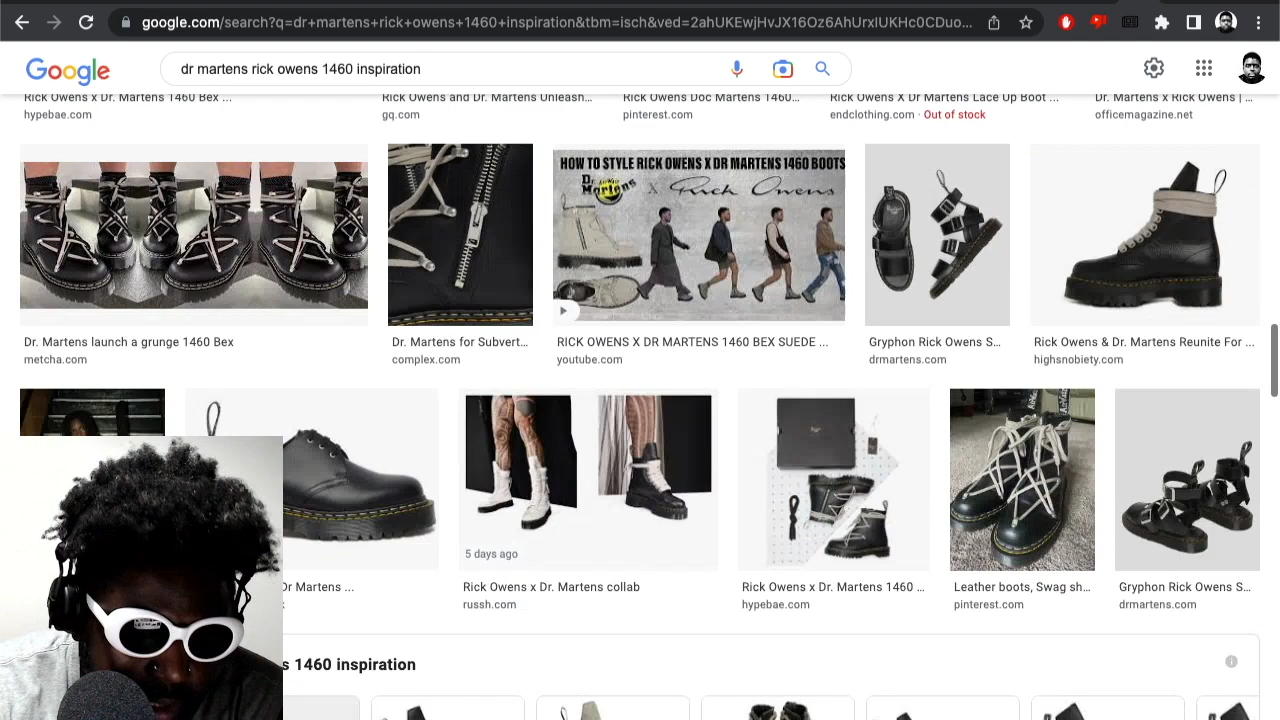 google.com/search?q=dr+martens+rick+owens+1460+inspiration&tbm=isch&ved=2ahUKEwjHvJX16Oz6AhUrxIUKHc0CDuo...
Google
dr martens rick owens 1460 inspiration
Rick Owens x Dr. Martens 1460 Bex ...
Rick Owens and Dr. Martens Unleash...
Rick Owens Doc Martens 1460...
Rick Owens X Dr Martens Lace Up Boot ...
Dr. Martens x Rick Owens | ...
hypebae.com
gq.com
pinterest.com
endclothing.com · Out of stock
officemagazine.net
HOW TO STYLE RICK OWENS X DR MARTENS 1460 BOOTS
Dr. Martens X Rick Owens
Dr. Martens launch a grunge 1460 Bex
Dr. Martens for Subvert...
RICK OWENS X DR MARTENS 1460 BEX SUEDE ...
Gryphon Rick Owens S...
Rick Owens & Dr. Martens Reunite For ...
metcha.com
complex.com
youtube.com
drmartens.com
highsnobiety.com
5 days ago
Dr Martens ...
Rick Owens x Dr. Martens collab
Rick Owens x Dr. Martens 1460 ...
Leather boots, Swag sh...
Gryphon Rick Owens S...
russh.com
hypebae.com
pinterest.com
drmartens.com
s 1460 inspiration